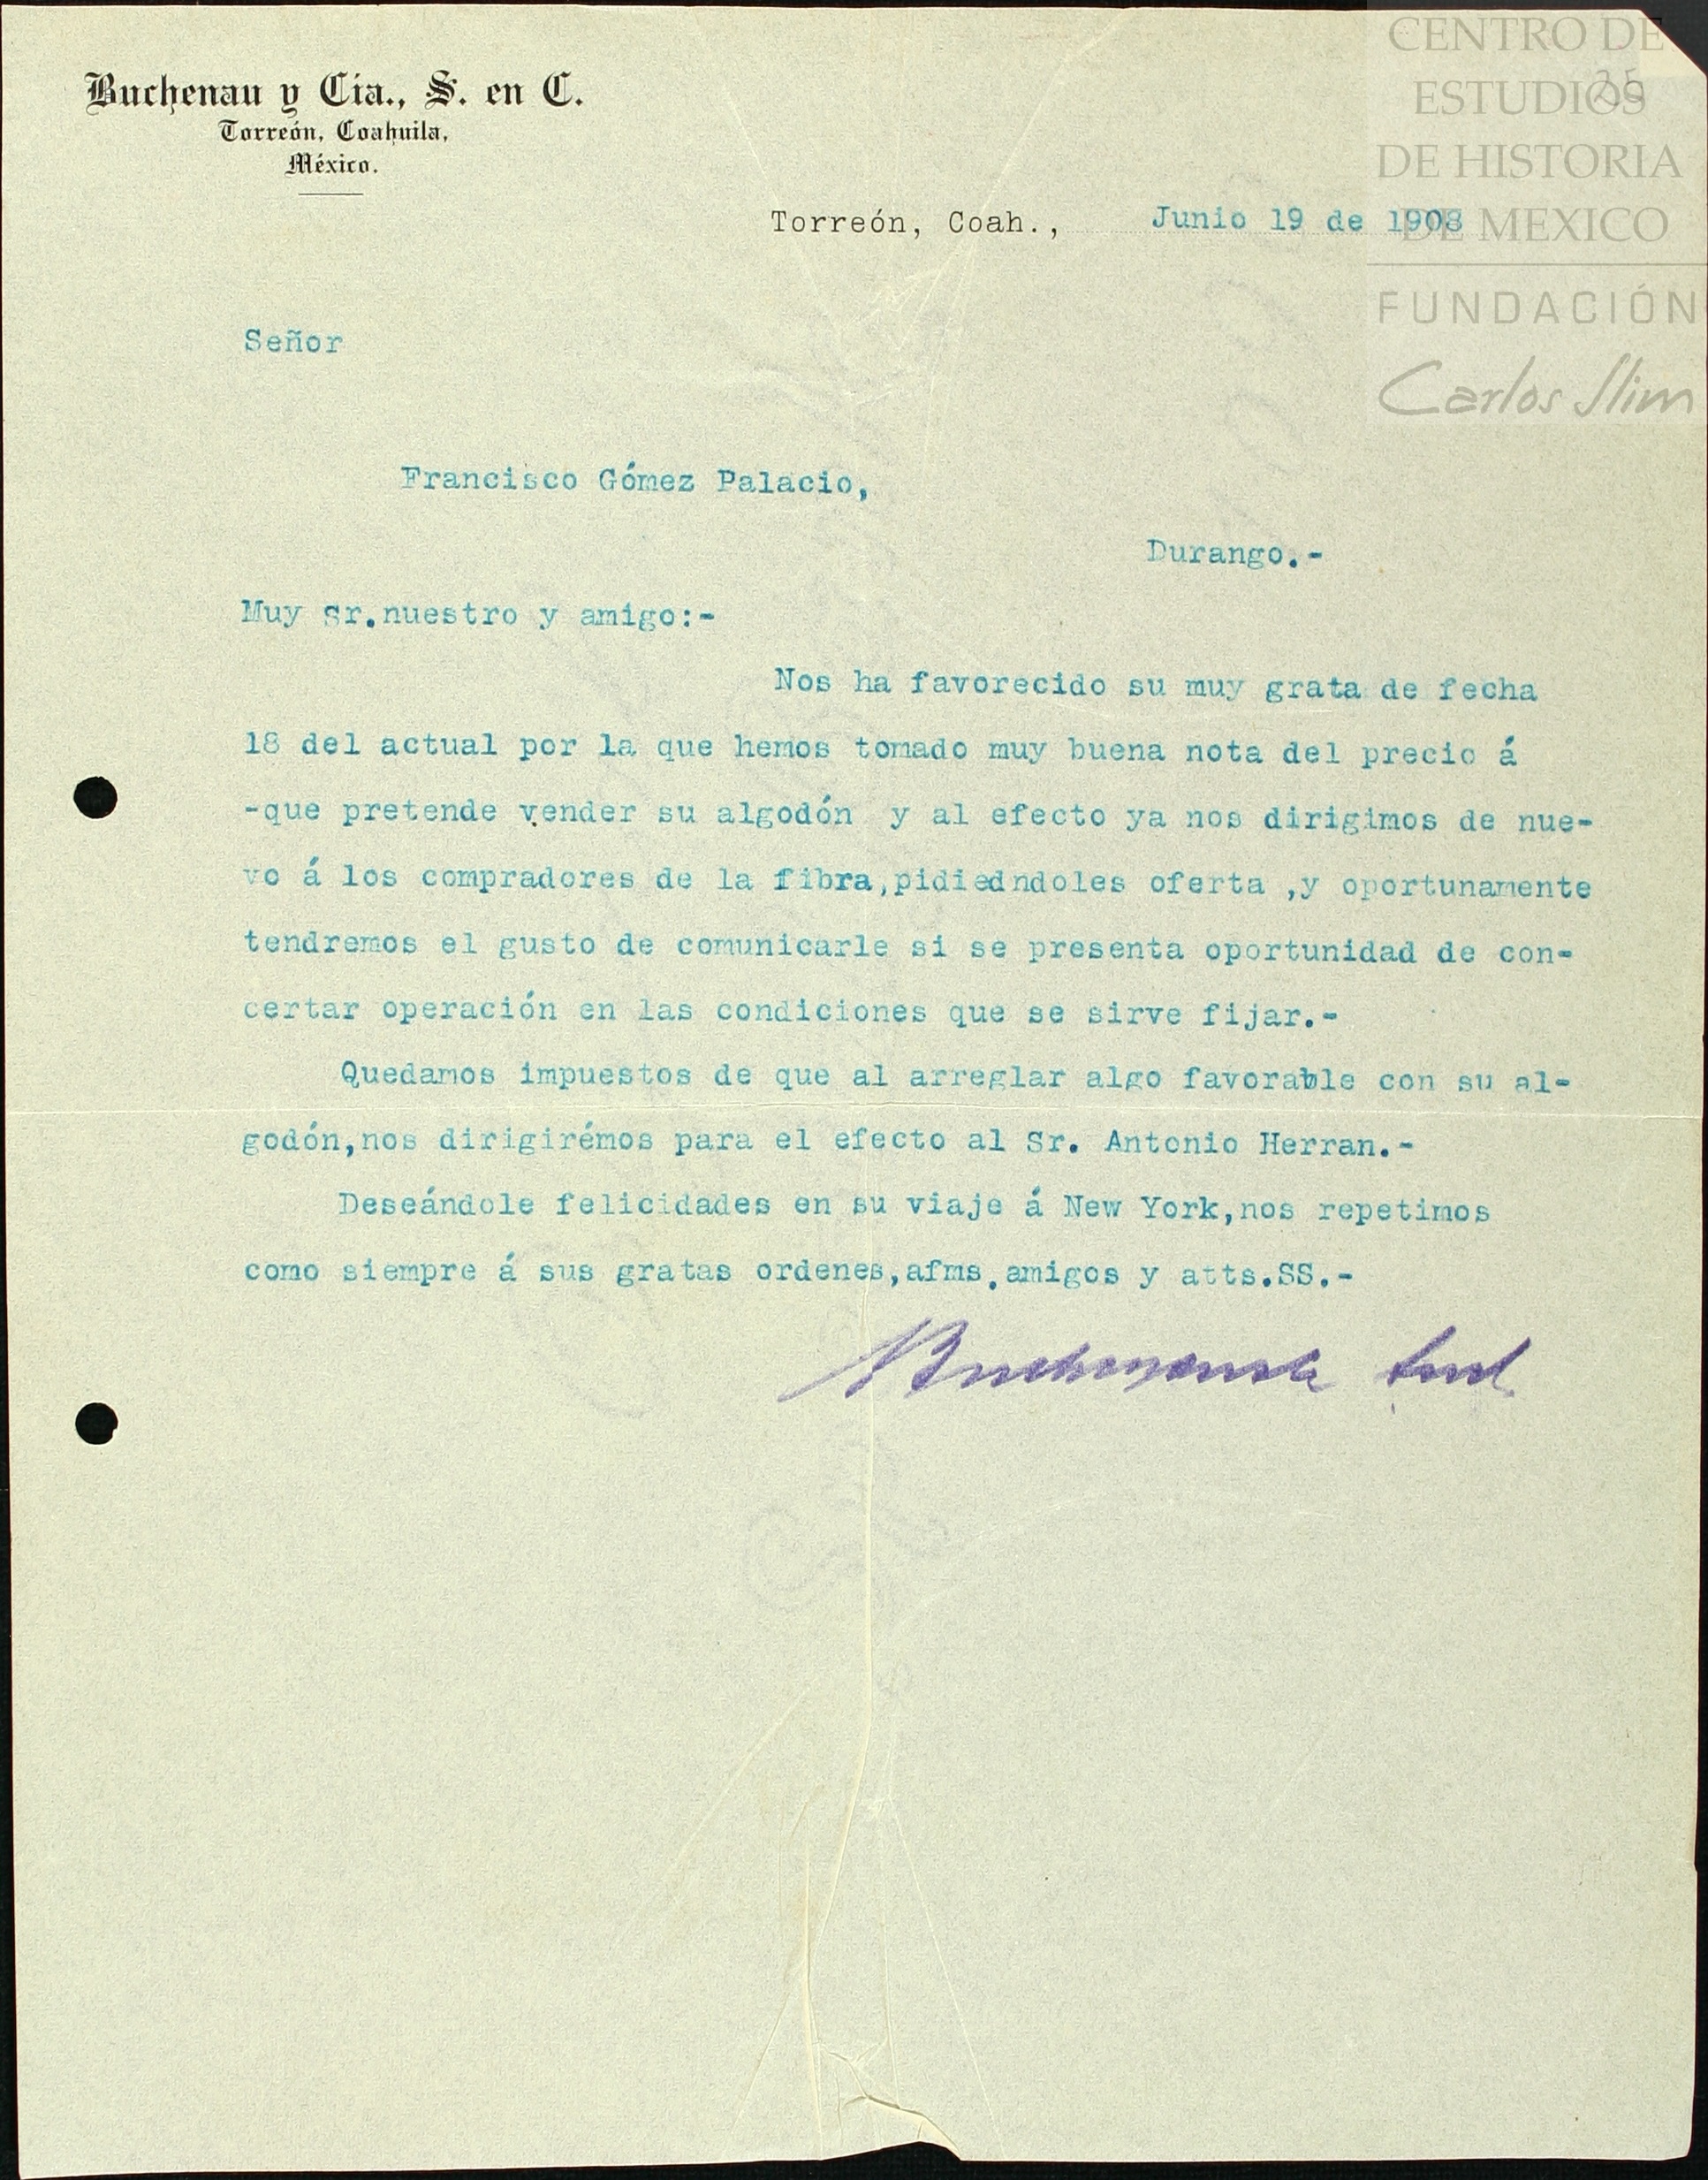 Buchenau y Cía., S. en C.
Torreón, Coahuila,
México.
CENTRO DE
ESTUDIOS
DE HISTORIA
DE MEXICO
FUNDACIÓN
Carlos Slim
25
Torreón, Coah., Junio 19 de 1908
Señor
Francisco Gómez Palacio,
Durango.-
Muy Sr.nuestro y amigo:-
Nos ha favorecido su muy grata de fecha
18 del actual por la que hemos tomado muy buena nota del precio á
-que pretende vender su algodón y al efecto ya nos dirigimos de nue-
vo á los compradores de la fibra,pidiedndoles oferta ,y oportunamente
tendremos el gusto de comunicarle si se presenta oportunidad de con-
certar operación en las condiciones que se sirve fijar.-
Quedamos impuestos de que al arreglar algo favorable con su al-
godón,nos dirigirémos para el efecto al Sr. Antonio Herran.-
Deseándole felicidades en su viaje á New York,nos repetimos
como siempre á sus gratas ordenes,afms.amigos y atts.SS.-